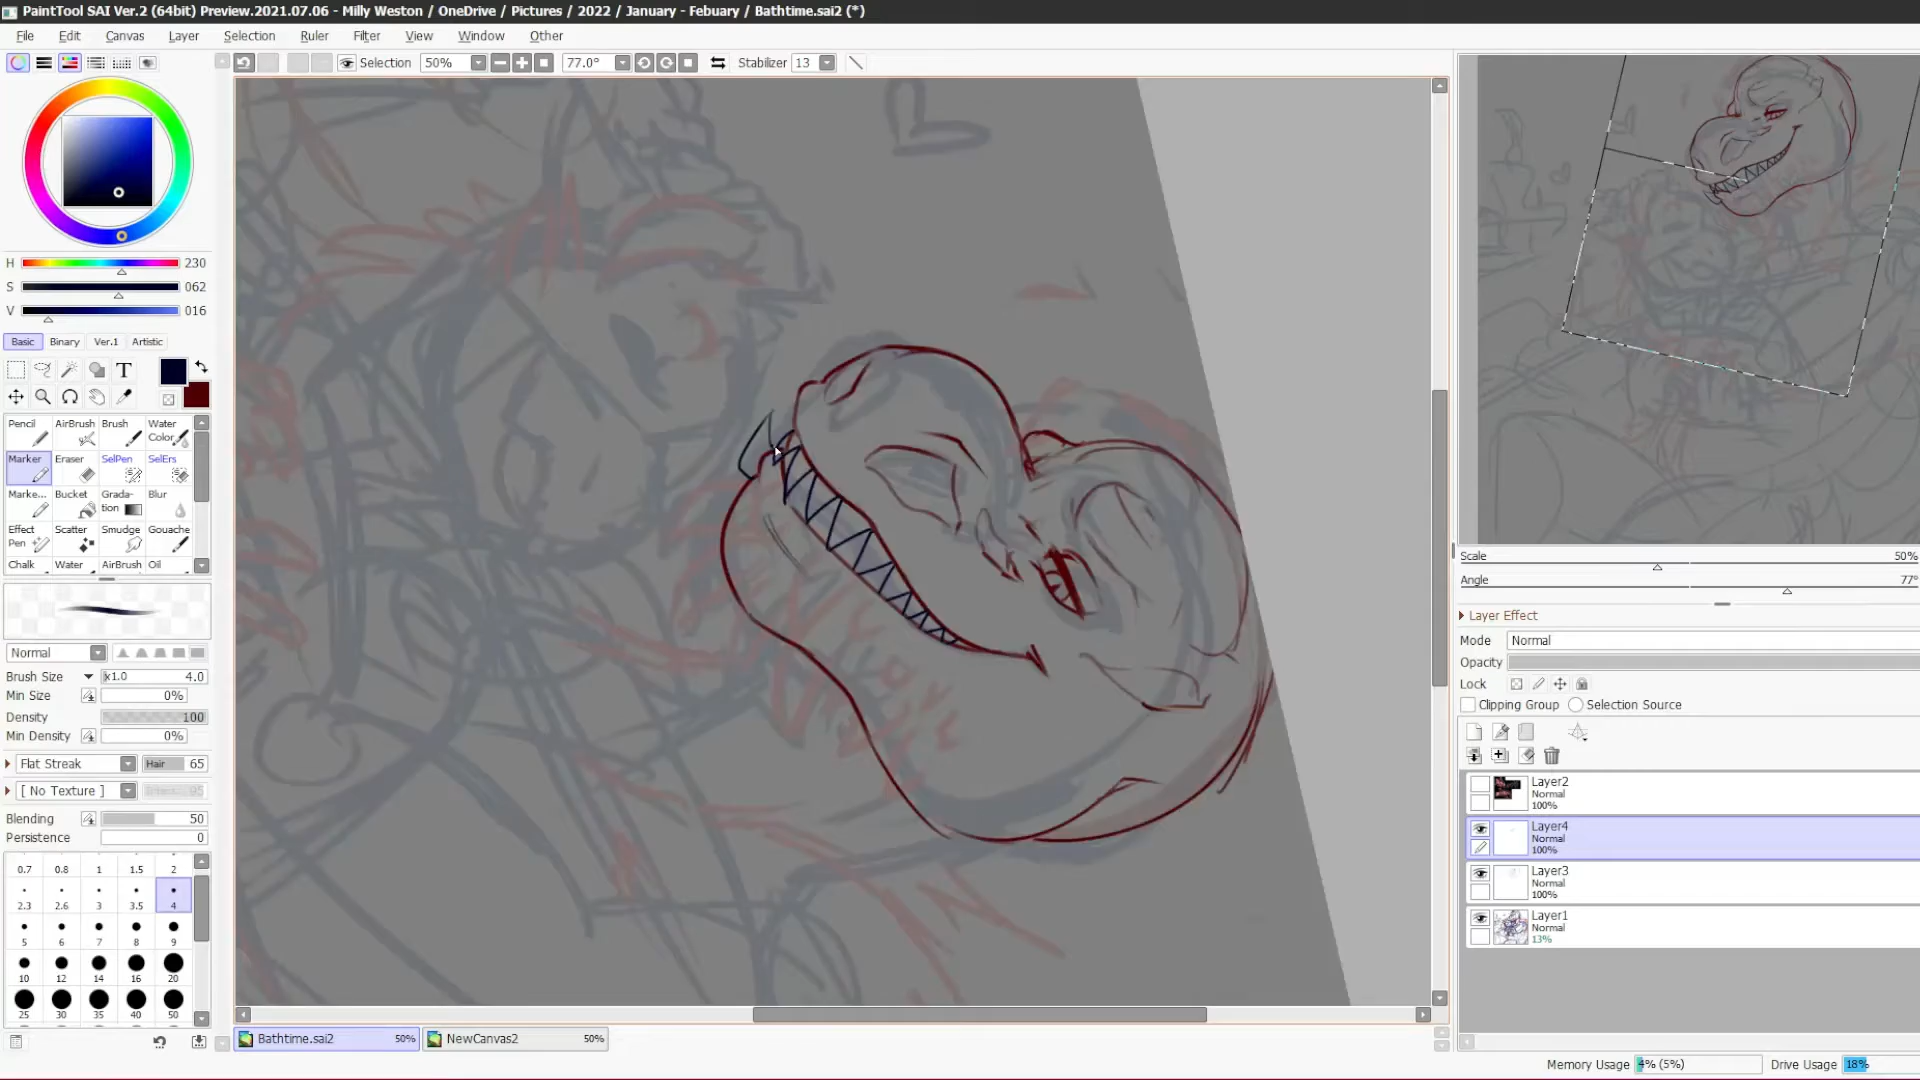 PaintTool SAI Ver.2 (64bit) Preview.2021.07.06 - Milly Weston / OneDrive / Pictures / 2022 / January - Febuary / Bathtime.sai2 (*)
File Edit Canvas Layer Selection Ruler Filter View Window Other
Selection 50% 77.0° Stabilizer 13
H 230
S 062
V 016
Basic Binary Ver.1 Artistic
T
Pencil AirBrush Brush Water Color
Marker Eraser SelPen SelErs
Marke... Bucket Grada-tion Blur
Effect Pen Scatter Smudge Gouache
Chalk Water AirBrush Oil
Normal
Brush Size x1.0 4.0
Min Size 0%
Density 100
Min Density 0%
Flat Streak Hair 65
[ No Texture ] 95
Blending 50
Persistence 0
0.7 0.8 1 1.5 2
2.3 2.6 3 3.5 4
5 6 7 8 9
10 12 14 16 20
25 30 35 40 50
Bathtime.sai2 50% NewCanvas2 50%
Scale 50%
Angle 77°
Layer Effect
Mode Normal
Opacity
Lock
Clipping Group Selection Source
Layer2
Normal
100%
Layer4
Normal
100%
Layer3
Normal
100%
Layer1
Normal
13%
Memory Usage 4% (5%) Drive Usage 18%